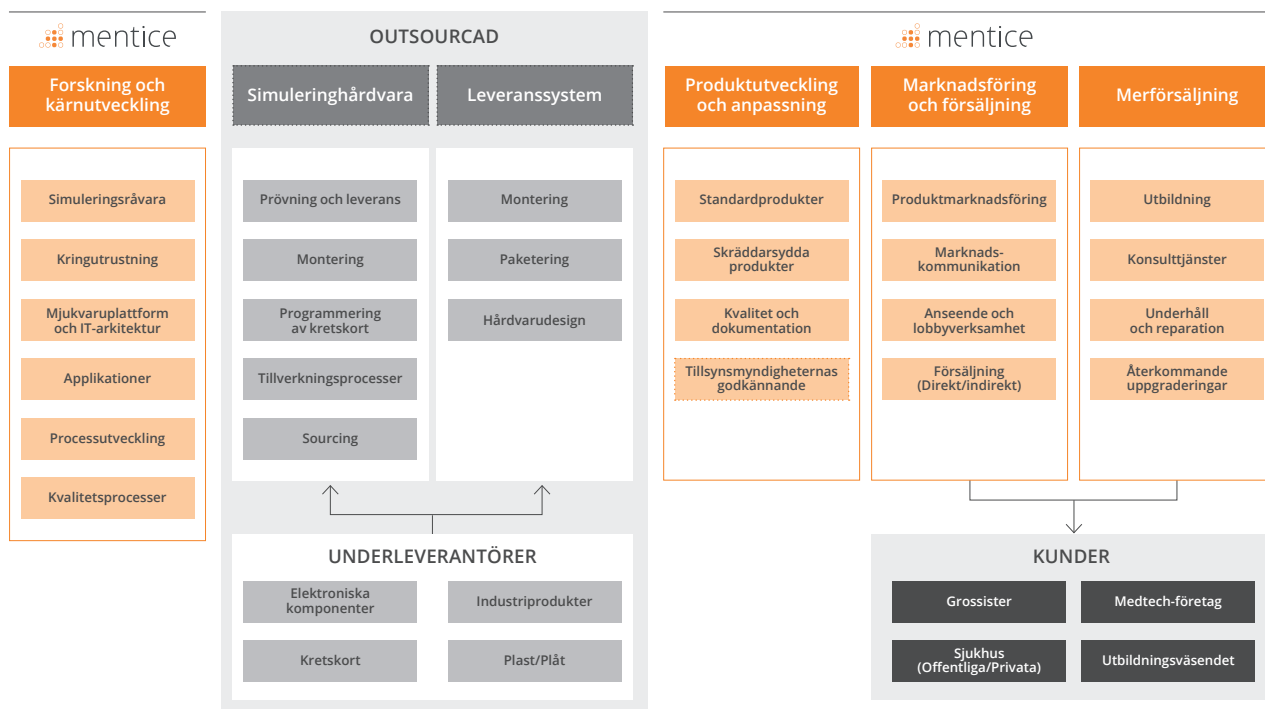 mentice
Forskning och
kärnutveckling
Simuleringsråvara
Kringutrustning
Mjukvaruplattform
och IT-arkitektur
Applikationer
Processutveckling
Kvalitetsprocesser
OUTSOURCAD
Simuleringhårdvara
Prövning och leverans
Montering
Programmering
av kretskort
Tillverkningsprocesser
Sourcing
Leveranssystem
Montering
Paketering
Hårdvarudesign
UNDERLEVERANTÖRER
Elektroniska
komponenter
Industriprodukter
Kretskort
Plast/Plåt
mentice
Produktutveckling
och anpassning
Standardprodukter
Skräddarsydda
produkter
Kvalitet och
dokumentation
Tillsynsmyndigheternas
godkännande
Marknadsföring
och försäljning
Produktmarknadsföring
Marknads-
kommunikation
Anseende och
lobbyverksamhet
Försäljning
(Direkt/indirekt)
Merförsäljning
Utbildning
Konsulttjänster
Underhåll
och reparation
Återkommande
uppgraderingar
KUNDER
Grossister
Medtech-företag
Sjukhus
(Offentliga/Privata)
Utbildningsväsendet